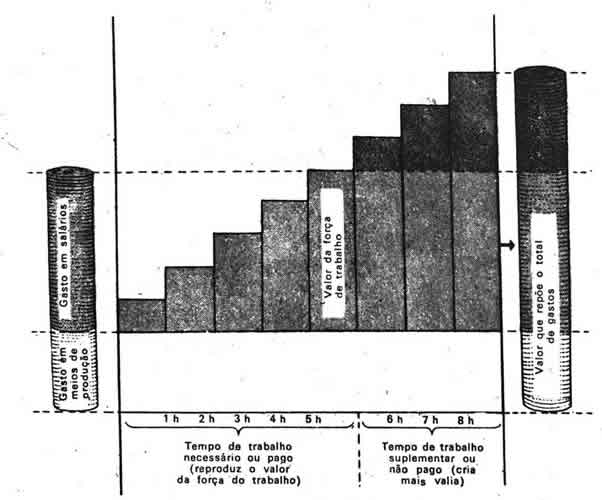 Gasto em salários
Gasto em
meios de
produção
Valor da força
de trabalho
Valor que repõe o total
de gastos
1 h 2 h 3 h 4 h 5 h 6 h 7 h 8 h
Tempo de trabalho
necessário ou pago
(reproduz o valor
da força do trabalho)
Tempo de trabalho
suplementar ou
não pago (cria
mais valia)